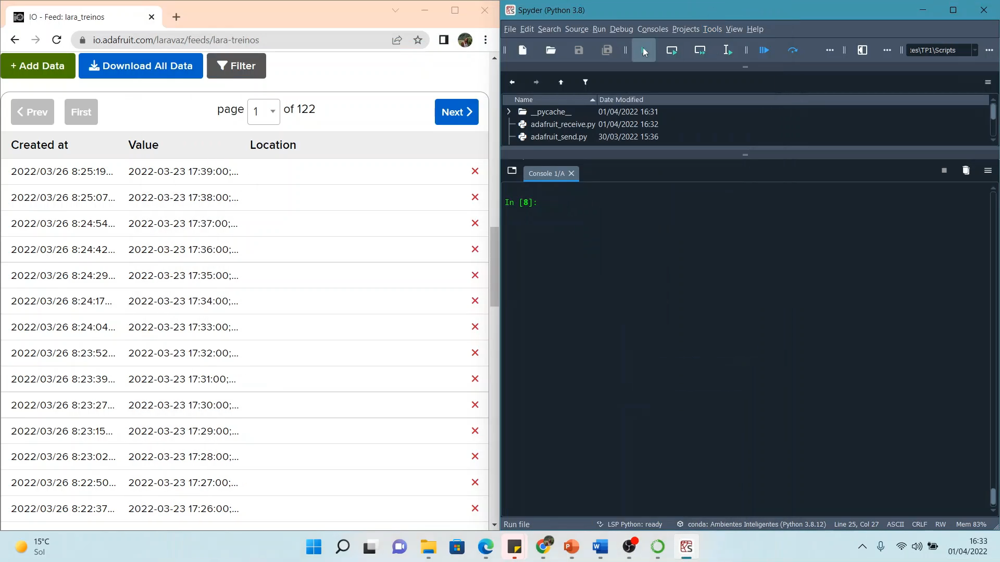 IO - Feed: lara_treinos
io.adafruit.com/laravaz/feeds/lara-treinos
+ Add Data
Download All Data
Filter
Prev
First
page 1 of 122
Next
Created at Value Location
2022/03/26 8:25:19... 2022-03-23 17:39:00;...
2022/03/26 8:25:07... 2022-03-23 17:38:00;...
2022/03/26 8:24:54... 2022-03-23 17:37:00;...
2022/03/26 8:24:42... 2022-03-23 17:36:00;...
2022/03/26 8:24:29... 2022-03-23 17:35:00;...
2022/03/26 8:24:17... 2022-03-23 17:34:00;...
2022/03/26 8:24:04... 2022-03-23 17:33:00;...
2022/03/26 8:23:52... 2022-03-23 17:32:00;...
2022/03/26 8:23:39... 2022-03-23 17:31:00;...
2022/03/26 8:23:27... 2022-03-23 17:30:00;...
2022/03/26 8:23:15... 2022-03-23 17:29:00;...
2022/03/26 8:23:02... 2022-03-23 17:28:00;...
2022/03/26 8:22:50... 2022-03-23 17:27:00;...
2022/03/26 8:22:37... 2022-03-23 17:26:00;...
Spyder (Python 3.8)
File Edit Search Source Run Debug Consoles Projects Tools View Help
:es\TP1\Scripts
Name Date Modified
__pycache__ 01/04/2022 16:31
adafruit_receive.py 01/04/2022 16:32
adafruit_send.py 30/03/2022 15:36
Console 1/A
In [8]:
Run file LSP Python: ready conda: Ambientes Inteligentes (Python 3.8.12) Line 25, Col 27 ASCII CRLF RW Mem 83%
15°C
Sol
16:33
01/04/2022